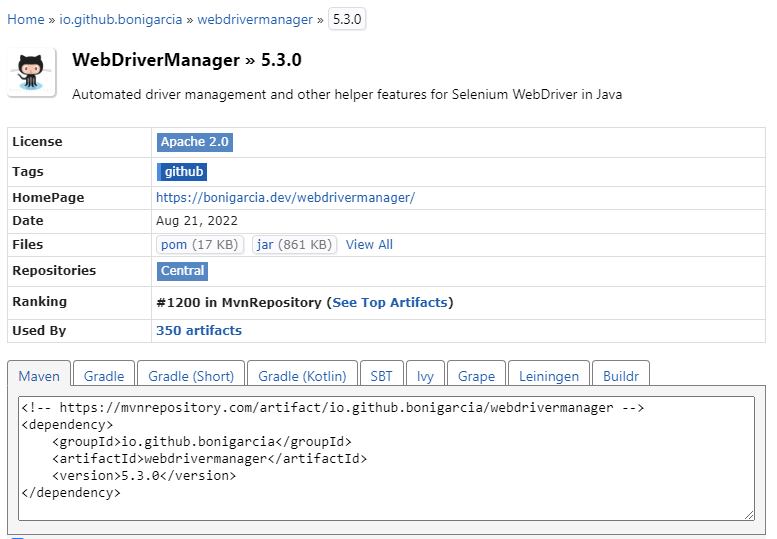 Home » io.github.bonigarcia » webdrivermanager » 5.3.0
WebDriverManager » 5.3.0
Automated driver management and other helper features for Selenium WebDriver in Java
License Apache 2.0
Tags github
HomePage https://bonigarcia.dev/webdrivermanager/
Date Aug 21, 2022
Files pom (17 KB) jar (861 KB) View All
Repositories Central
Ranking #1200 in MvnRepository (See Top Artifacts)
Used By 350 artifacts
Maven Gradle Gradle (Short) Gradle (Kotlin) SBT Ivy Grape Leiningen Buildr
<!-- https://mvnrepository.com/artifact/io.github.bonigarcia/webdrivermanager -->
<dependency>
    <groupId>io.github.bonigarcia</groupId>
    <artifactId>webdrivermanager</artifactId>
    <version>5.3.0</version>
</dependency>